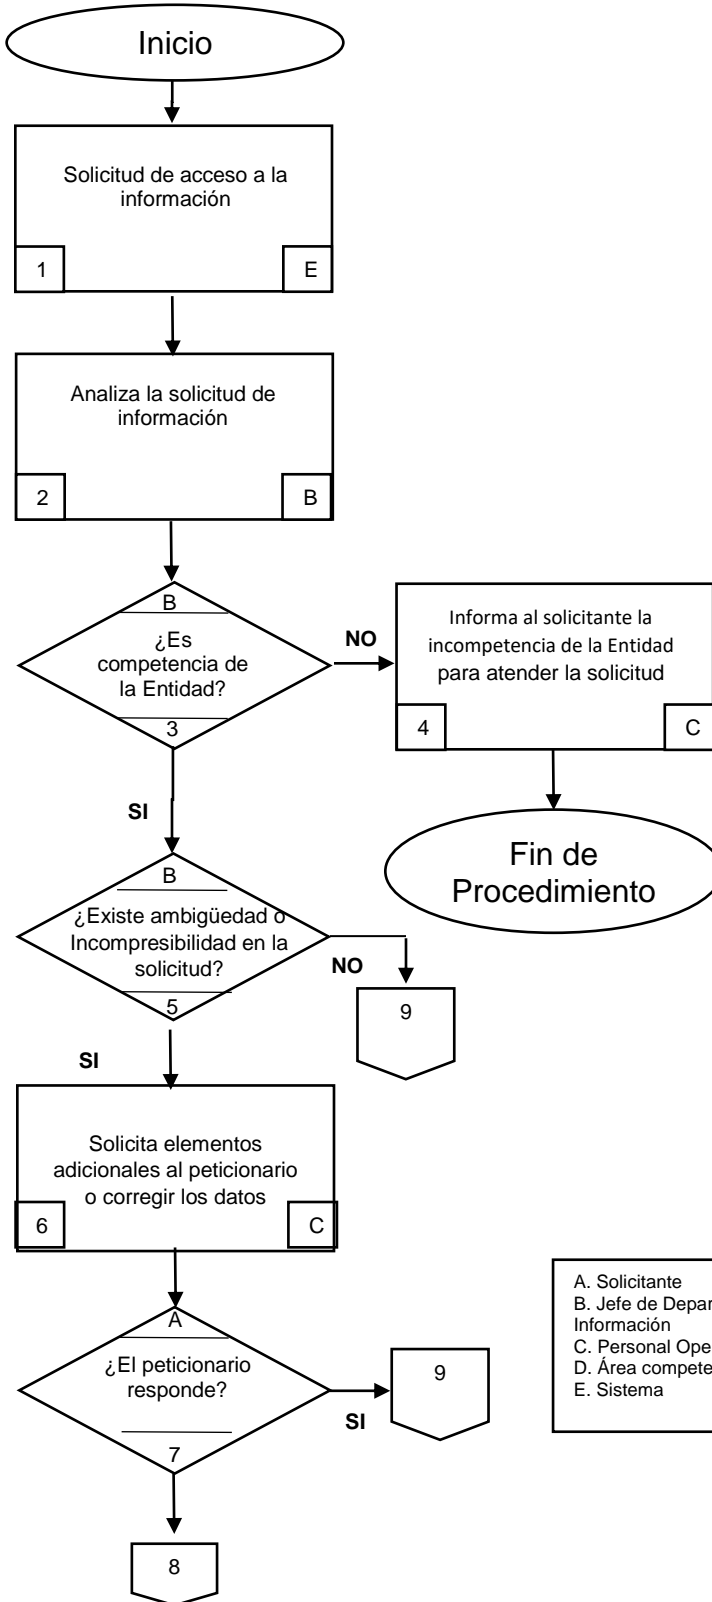 Inicio
Solicitud de acceso a la
información
1
E
Analiza la solicitud de
información
2
B
B
¿Es
competencia de
la Entidad?
3
NO
Informa al solicitante la
incompetencia de la Entidad
para atender la solicitud
4
C
SI
Fin de
Procedimiento
B
¿Existe ambigüedad o
Incompresibilidad en la
solicitud?
5
NO
9
SI
Solicita elementos
adicionales al peticionario
o corregir los datos
6
C
A
¿El peticionario
responde?
7
SI
9
8
A. Solicitante
B. Jefe de Depar
Información
C. Personal Ope
D. Área compete
E. Sistema